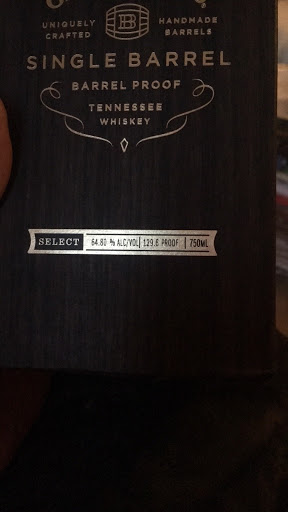 UNIQUELY CRAFTED B HANDMADE BARRELS
SINGLE BARREL
BARREL PROOF
TENNESSEE
WHISKEY
SELECT 64.80 % ALC/VOL 129.6 PROOF 750ML